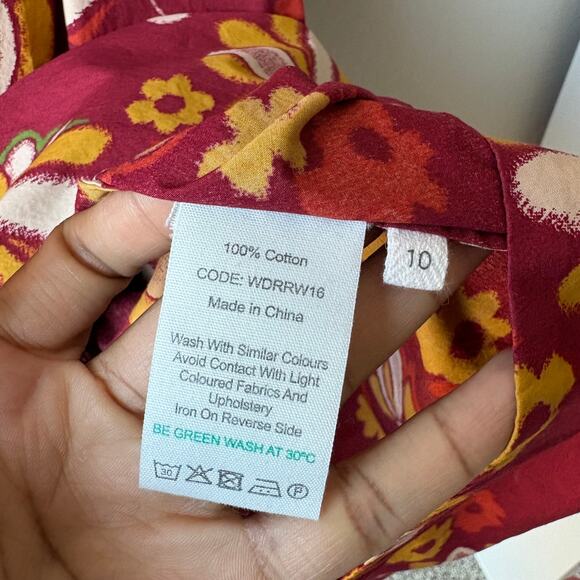 100% Cotton
CODE: WDRRW16
Made in China
Wash With Similar Colours
Avoid Contact With Light
Coloured Fabrics And
Upholstery
Iron On Reverse Side
BE GREEN WASH AT 30ºC
30
P
10